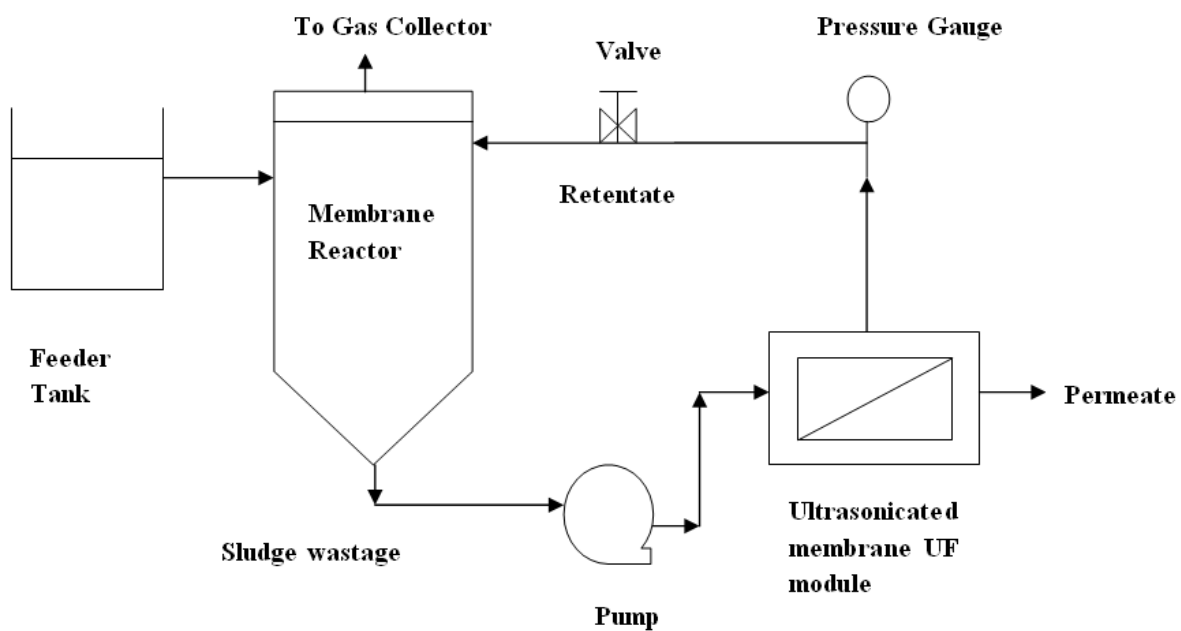 To Gas Collector
Valve
Pressure Gauge
Retentate
Membrane
Reactor
Feeder
Tank
Permeate
Sludge wastage
Ultrasonicated
membrane UF
module
Pump